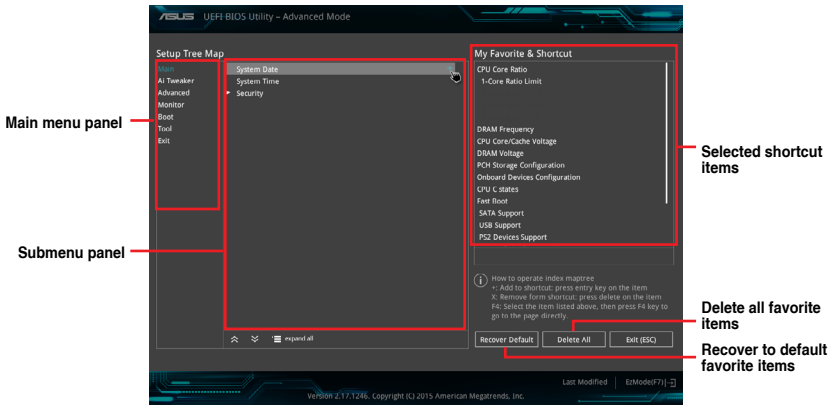 ASUS UEFI BIOS Utility – Advanced Mode
Setup Tree Map
My Favorite & Shortcut
Main
Ai Tweaker
Advanced
Monitor
Boot
Tool
Exit
System Date
System Time
Security
CPU Core Ratio
1-Core Ratio Limit
DRAM Frequency
CPU Core/Cache Voltage
DRAM Voltage
PCH Storage Configuration
Onboard Devices Configuration
CPU C states
Fast Boot
SATA Support
USB Support
PS2 Devices Support
How to operate index maptree
+: Add to shortcut: press entry key on the item
X: Remove form shortcut: press delete on the item
F4: Select the item listed above, then press F4 key to
go to the page directly.
expand all
Recover Default
Delete All
Exit (ESC)
Last Modified
EzMode(F7)
Version 2.17.1246. Copyright (C) 2015 American Megatrends, Inc.
Main menu panel
Submenu panel
Selected shortcut
items
Delete all favorite
items
Recover to default
favorite items